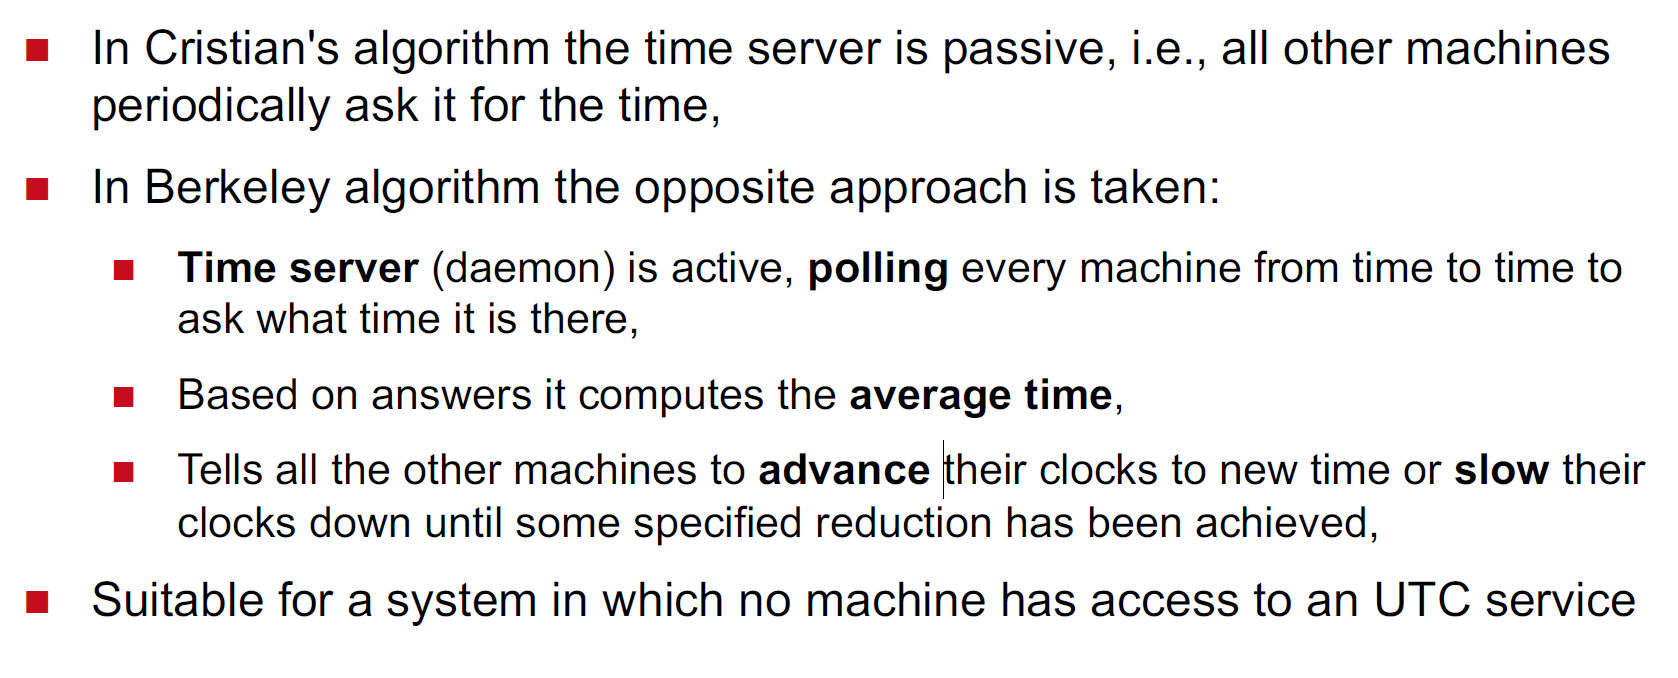 In Cristian's algorithm the time server is passive, i.e., all other machines
periodically ask it for the time,
In Berkeley algorithm the opposite approach is taken:
Time server (daemon) is active, polling every machine from time to time to
ask what time it is there,
Based on answers it computes the average time,
Tells all the other machines to advance their clocks to new time or slow their
clocks down until some specified reduction has been achieved,
Suitable for a system in which no machine has access to an UTC service